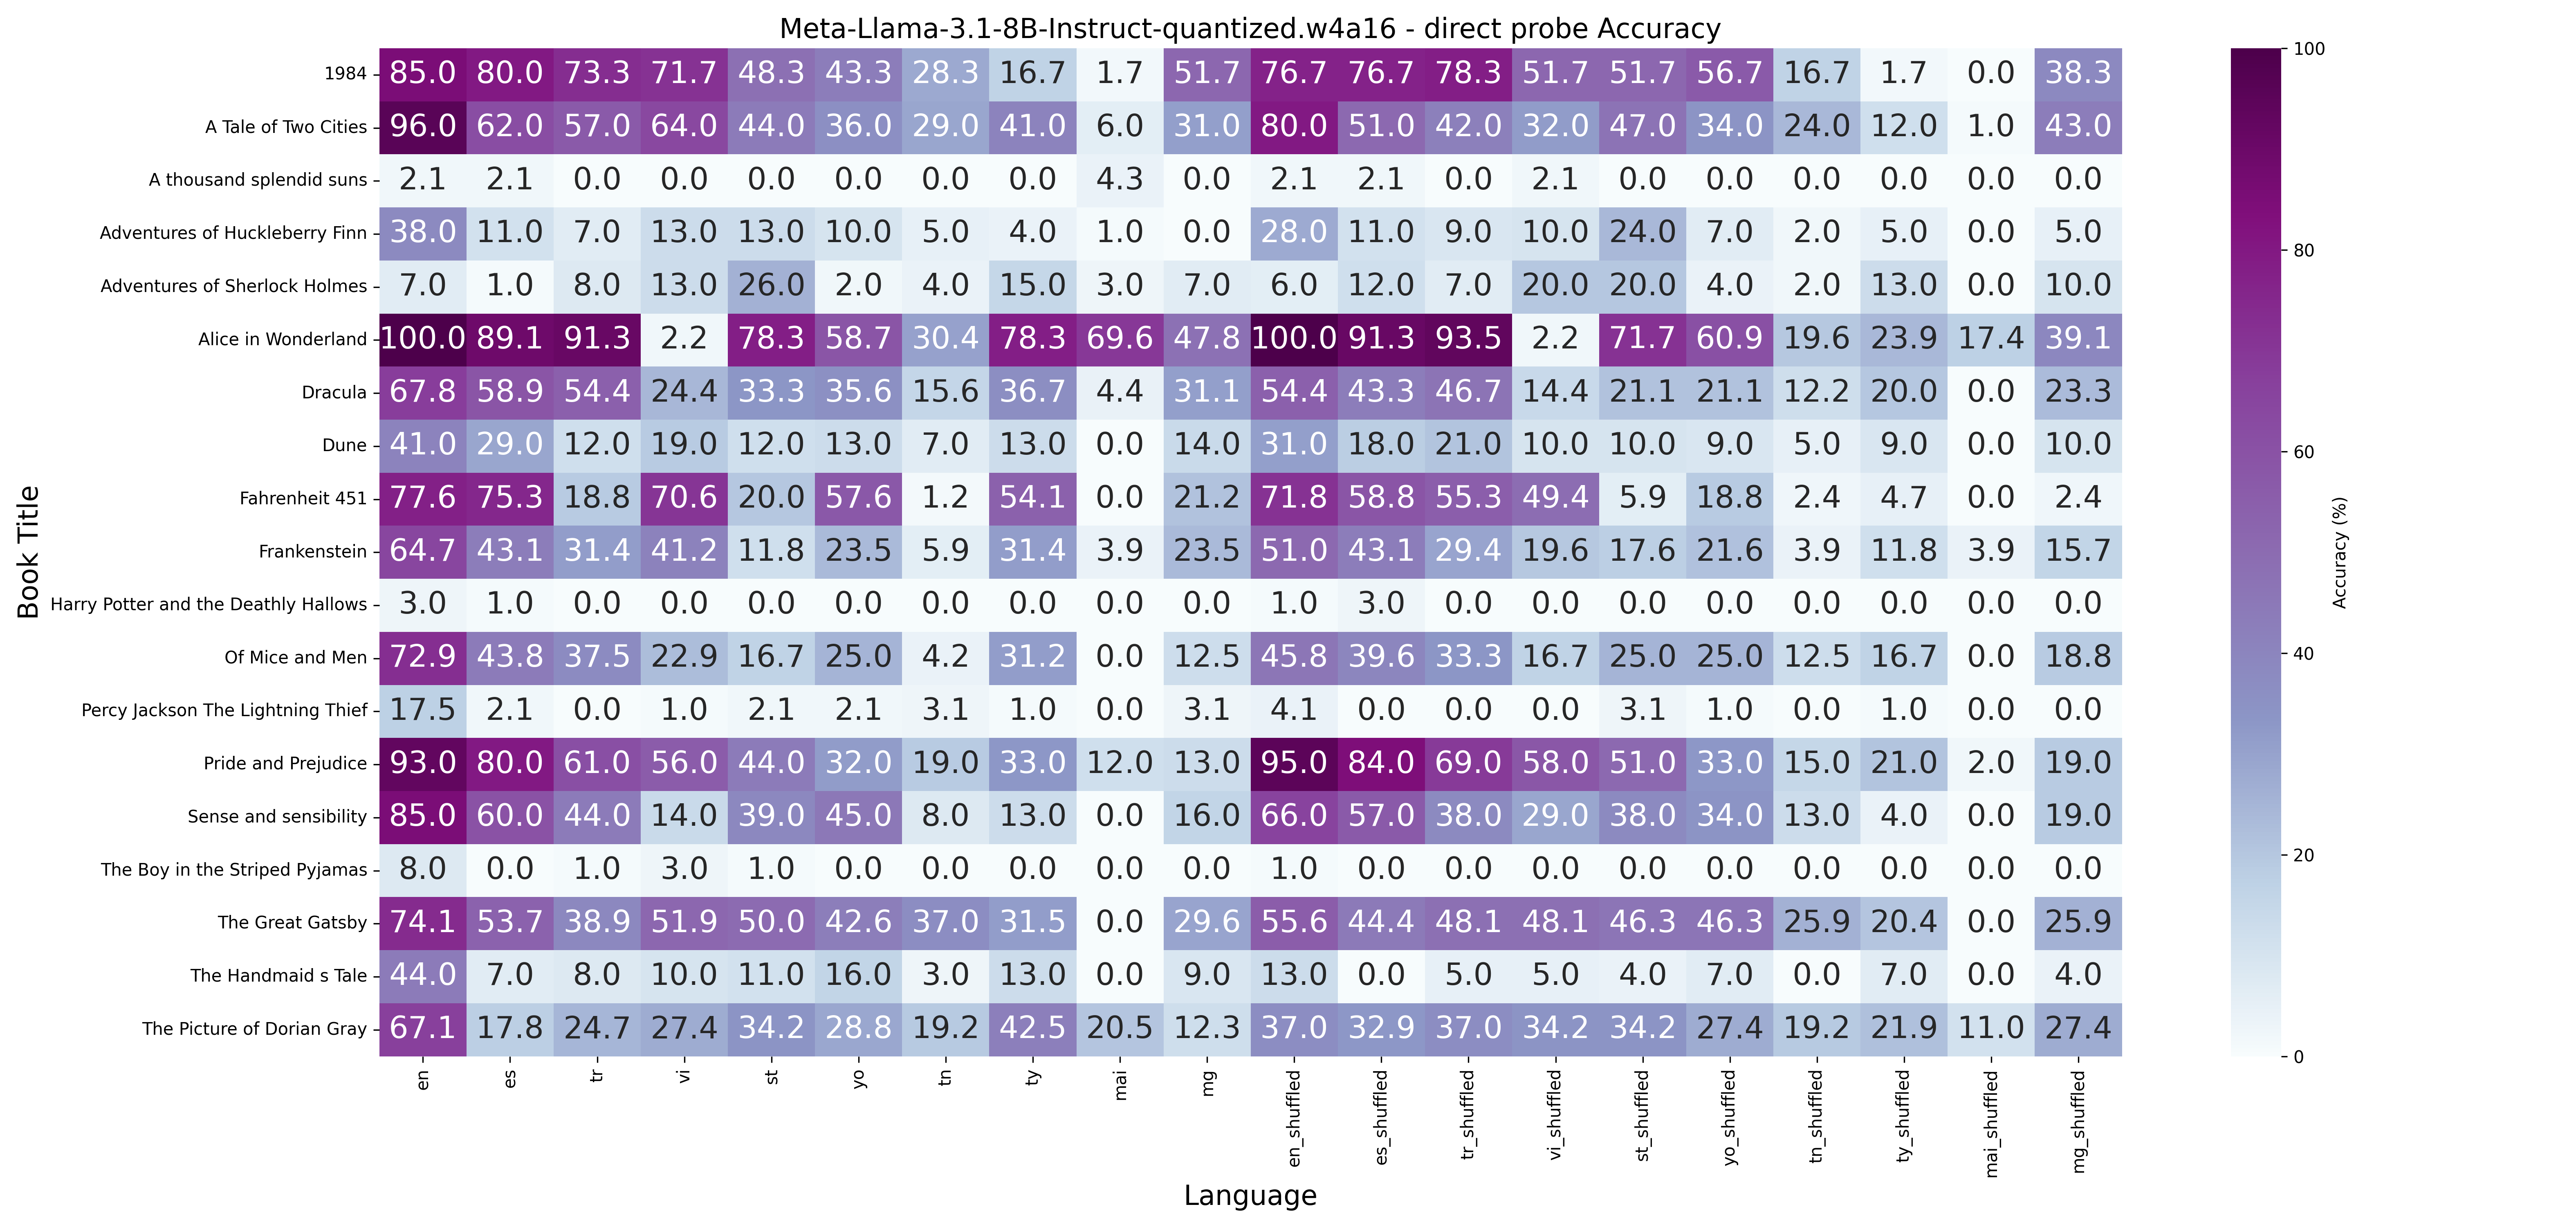 Meta-Llama-3.1-8B-Instruct-quantized.w4a16 - direct probe Accuracy
1984 85.0 80.0 73.3 71.7 48.3 43.3 28.3 16.7 1.7 51.7 76.7 76.7 78.3 51.7 51.7 56.7 16.7 1.7 0.0 38.3
A Tale of Two Cities 96.0 62.0 57.0 64.0 44.0 36.0 29.0 41.0 6.0 31.0 80.0 51.0 42.0 32.0 47.0 34.0 24.0 12.0 1.0 43.0
A thousand splendid suns 2.1 2.1 0.0 0.0 0.0 0.0 0.0 0.0 4.3 0.0 2.1 2.1 0.0 2.1 0.0 0.0 0.0 0.0 0.0 0.0
Adventures of Huckleberry Finn 38.0 11.0 7.0 13.0 13.0 10.0 5.0 4.0 1.0 0.0 28.0 11.0 9.0 10.0 24.0 7.0 2.0 5.0 0.0 5.0
Adventures of Sherlock Holmes 7.0 1.0 8.0 13.0 26.0 2.0 4.0 15.0 3.0 7.0 6.0 12.0 7.0 20.0 20.0 4.0 2.0 13.0 0.0 10.0
Alice in Wonderland 100.0 89.1 91.3 2.2 78.3 58.7 30.4 78.3 69.6 47.8 100.0 91.3 93.5 2.2 71.7 60.9 19.6 23.9 17.4 39.1
Dracula 67.8 58.9 54.4 24.4 33.3 35.6 15.6 36.7 4.4 31.1 54.4 43.3 46.7 14.4 21.1 21.1 12.2 20.0 0.0 23.3
Dune 41.0 29.0 12.0 19.0 12.0 13.0 7.0 13.0 0.0 14.0 31.0 18.0 21.0 10.0 10.0 9.0 5.0 9.0 0.0 10.0
Fahrenheit 451 77.6 75.3 18.8 70.6 20.0 57.6 1.2 54.1 0.0 21.2 71.8 58.8 55.3 49.4 5.9 18.8 2.4 4.7 0.0 2.4
Frankenstein 64.7 43.1 31.4 41.2 11.8 23.5 5.9 31.4 3.9 23.5 51.0 43.1 29.4 19.6 17.6 21.6 3.9 11.8 3.9 15.7
Harry Potter and the Deathly Hallows 3.0 1.0 0.0 0.0 0.0 0.0 0.0 0.0 0.0 0.0 1.0 3.0 0.0 0.0 0.0 0.0 0.0 0.0 0.0 0.0
Of Mice and Men 72.9 43.8 37.5 22.9 16.7 25.0 4.2 31.2 0.0 12.5 45.8 39.6 33.3 16.7 25.0 25.0 12.5 16.7 0.0 18.8
Percy Jackson The Lightning Thief 17.5 2.1 0.0 1.0 2.1 2.1 3.1 1.0 0.0 3.1 4.1 0.0 0.0 0.0 3.1 1.0 0.0 1.0 0.0 0.0
Pride and Prejudice 93.0 80.0 61.0 56.0 44.0 32.0 19.0 33.0 12.0 13.0 95.0 84.0 69.0 58.0 51.0 33.0 15.0 21.0 2.0 19.0
Sense and sensibility 85.0 60.0 44.0 14.0 39.0 45.0 8.0 13.0 0.0 16.0 66.0 57.0 38.0 29.0 38.0 34.0 13.0 4.0 0.0 19.0
The Boy in the Striped Pyjamas 8.0 0.0 1.0 3.0 1.0 0.0 0.0 0.0 0.0 0.0 1.0 0.0 0.0 0.0 0.0 0.0 0.0 0.0 0.0 0.0
The Great Gatsby 74.1 53.7 38.9 51.9 50.0 42.6 37.0 31.5 0.0 29.6 55.6 44.4 48.1 48.1 46.3 46.3 25.9 20.4 0.0 25.9
The Handmaid s Tale 44.0 7.0 8.0 10.0 11.0 16.0 3.0 13.0 0.0 9.0 13.0 0.0 5.0 5.0 4.0 7.0 0.0 7.0 0.0 4.0
The Picture of Dorian Gray 67.1 17.8 24.7 27.4 34.2 28.8 19.2 42.5 20.5 12.3 37.0 32.9 37.0 34.2 34.2 27.4 19.2 21.9 11.0 27.4
en es tr vi st yo tn ty mai mg en_shuffled es_shuffled tr_shuffled vi_shuffled st_shuffled yo_shuffled tn_shuffled ty_shuffled mai_shuffled mg_shuffled
Language
Book Title
100
80
60
40
20
0
Accuracy (%)